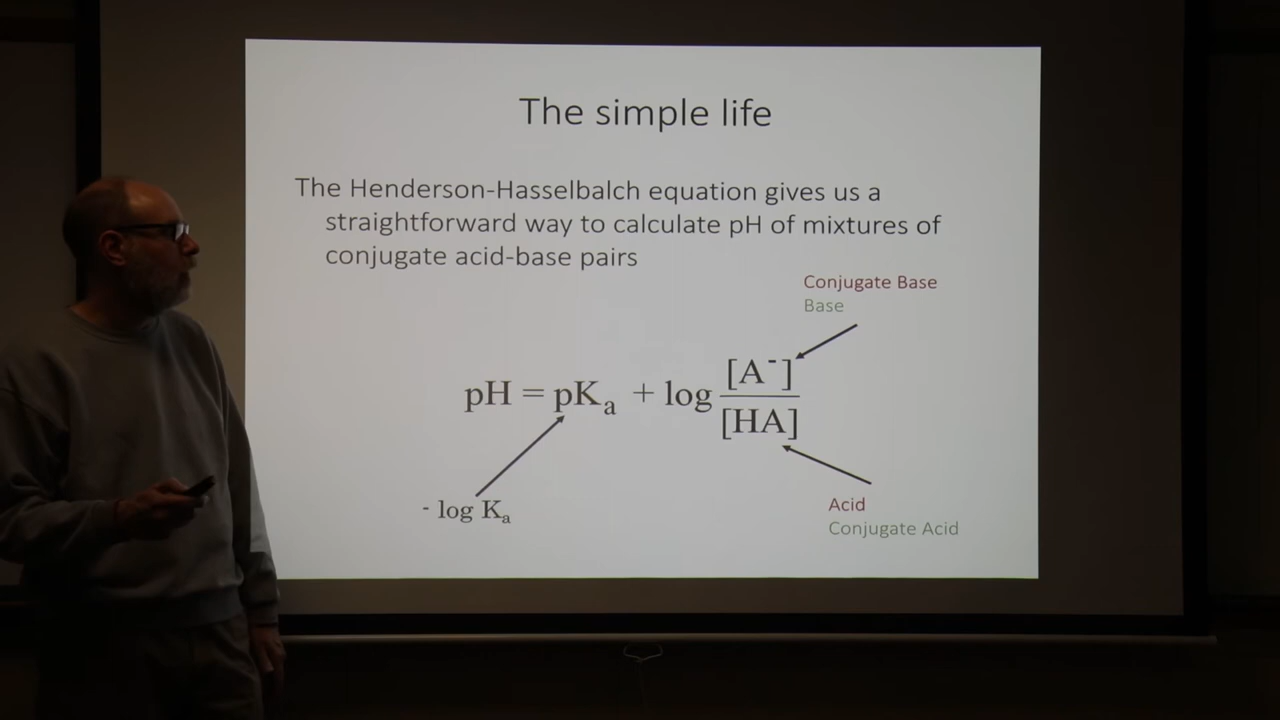 The simple life
The Henderson-Hasselbalch equation gives us a
straightforward way to calculate pH of mixtures of
conjugate acid-base pairs
Conjugate Base
Base
pH = pKₐ + log [A⁻] / [HA]
- log Kₐ
Acid
Conjugate Acid